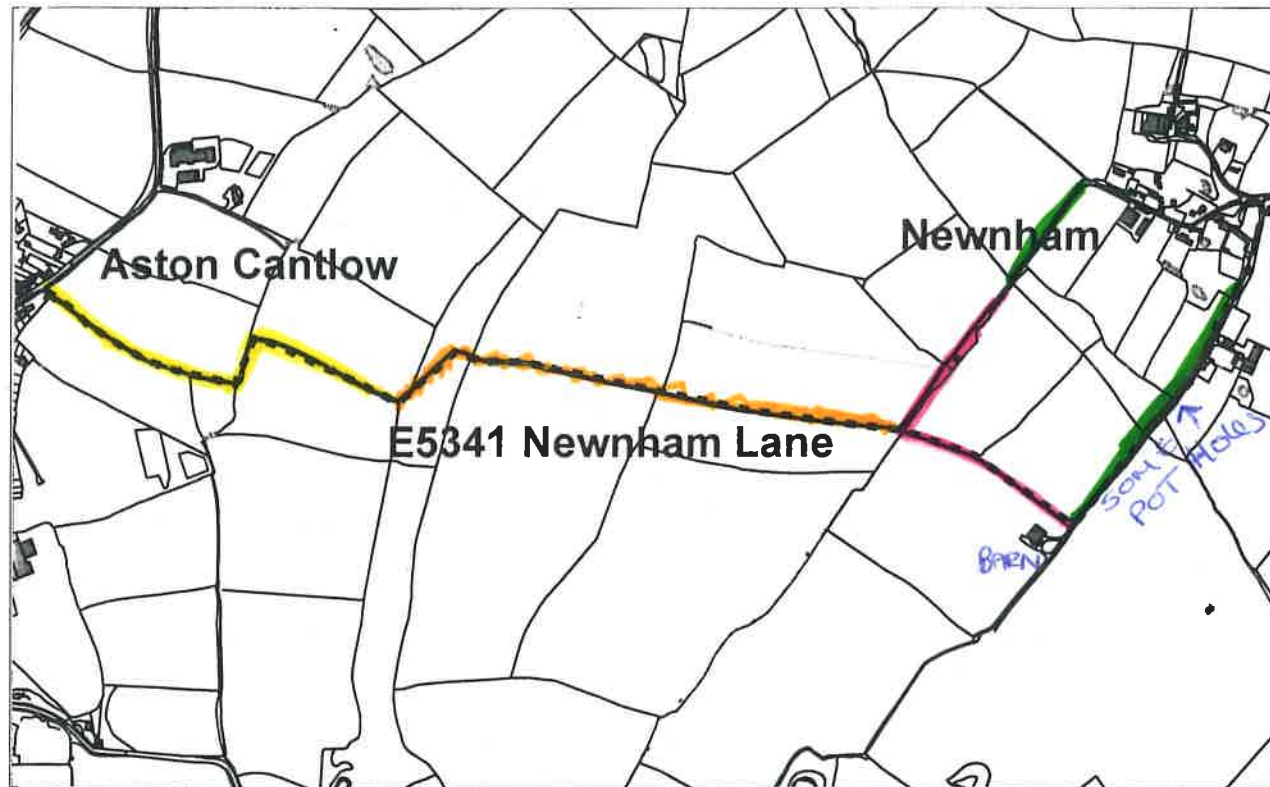 Newnham
Aston Cantlow
E5341 Newnham Lane
SOME
POT HOLES
BARN